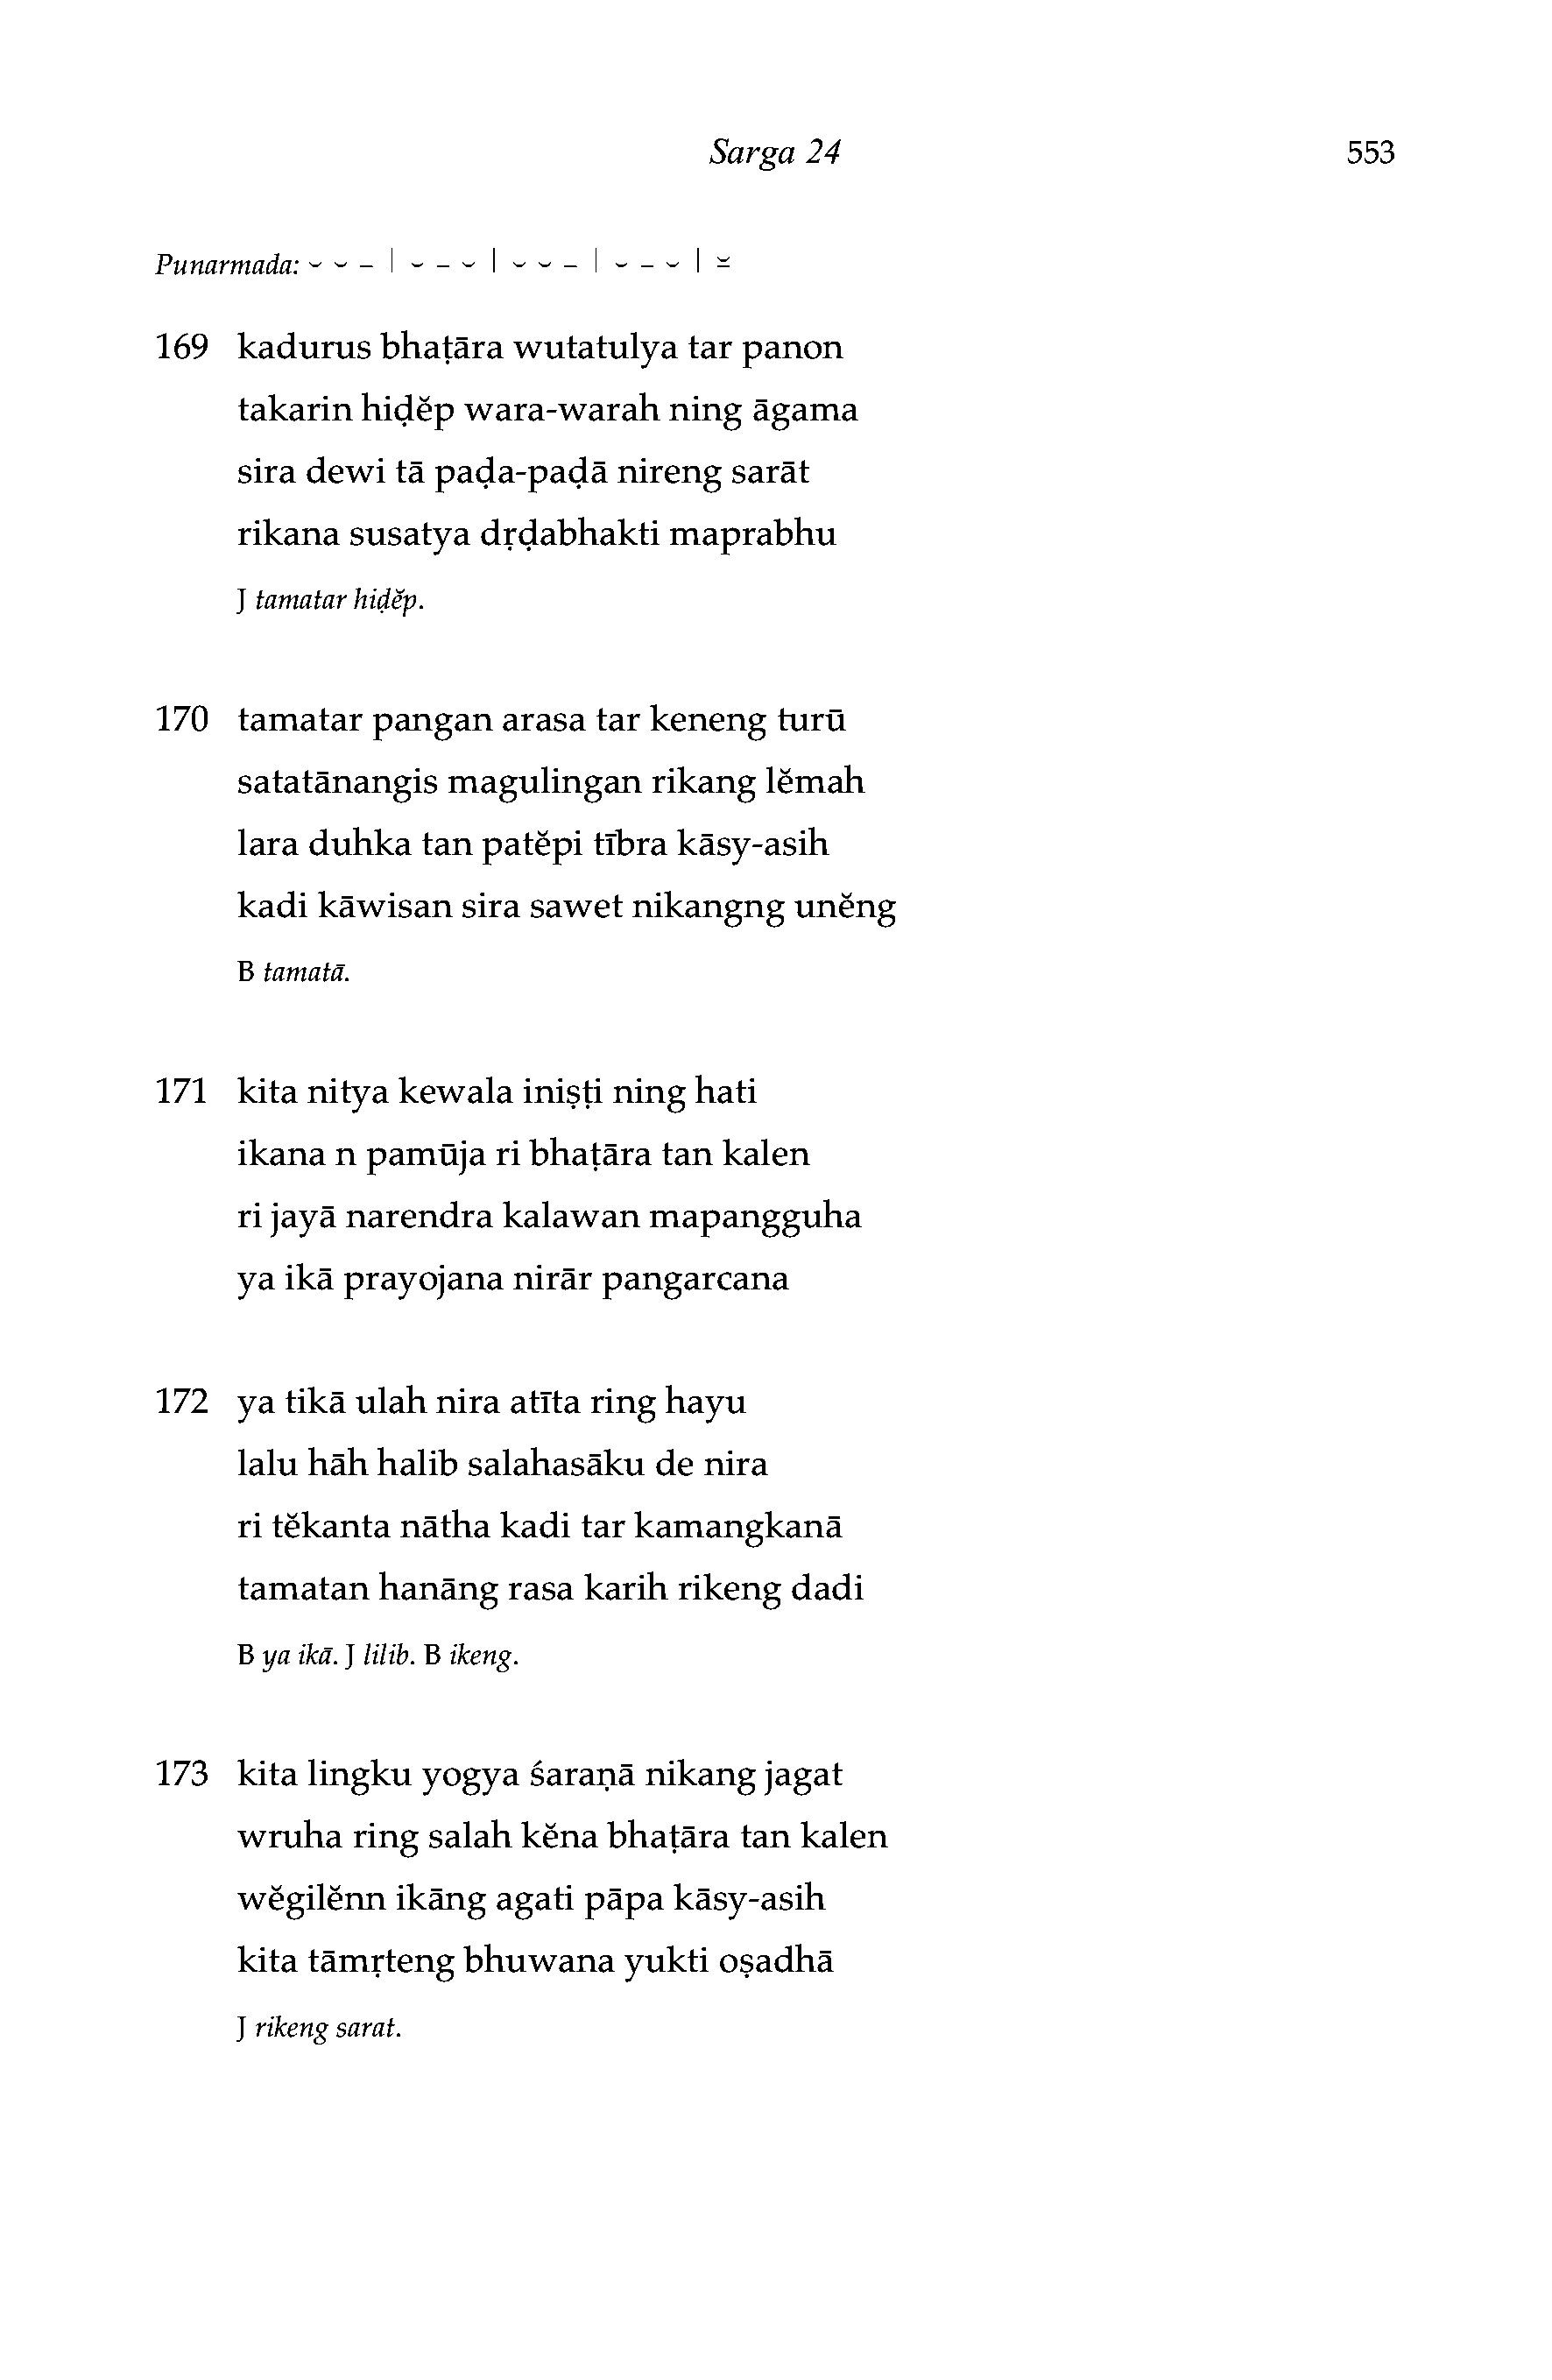 Sarga 24 553
Punarmada: ⏑ ⏑ – | ⏑ – ⏑ | ⏑ ⏑ – | ⏑ – ⏑ | ⏓
169 kadurus bhaṭāra wutatulya tar panon
takarin hiḍĕp wara-warah ning āgama
sira dewi tā paḍa-paḍā nireng sarāt
rikana susatya dṛḍabhakti maprabhu
J tamatar hiḍĕp.
170 tamatar pangan arasa tar keneng turū
satatānangis magulingan rikang lĕmah
lara duhka tan patĕpi tībra kāsy-asih
kadi kāwisan sira sawet nikangng unĕng
B tamatā.
171 kita nitya kewala iniṣṭi ning hati
ikana n pamūja ri bhaṭāra tan kalen
ri jayā narendra kalawan mapangguha
ya ikā prayojana nirār pangarcana
172 ya tikā ulah nira atīta ring hayu
lalu hāh halib salahasāku de nira
ri tĕkanta nātha kadi tar kamangkanā
tamatan hanāng rasa karih rikeng dadi
B ya ikā. J lilib. B ikeng.
173 kita lingku yogya śaraṇā nikang jagat
wruha ring salah kĕna bhaṭāra tan kalen
wĕgilĕnn ikāng agati pāpa kāsy-asih
kita tāmṛteng bhuwana yukti oṣadhā
J rikeng sarat.